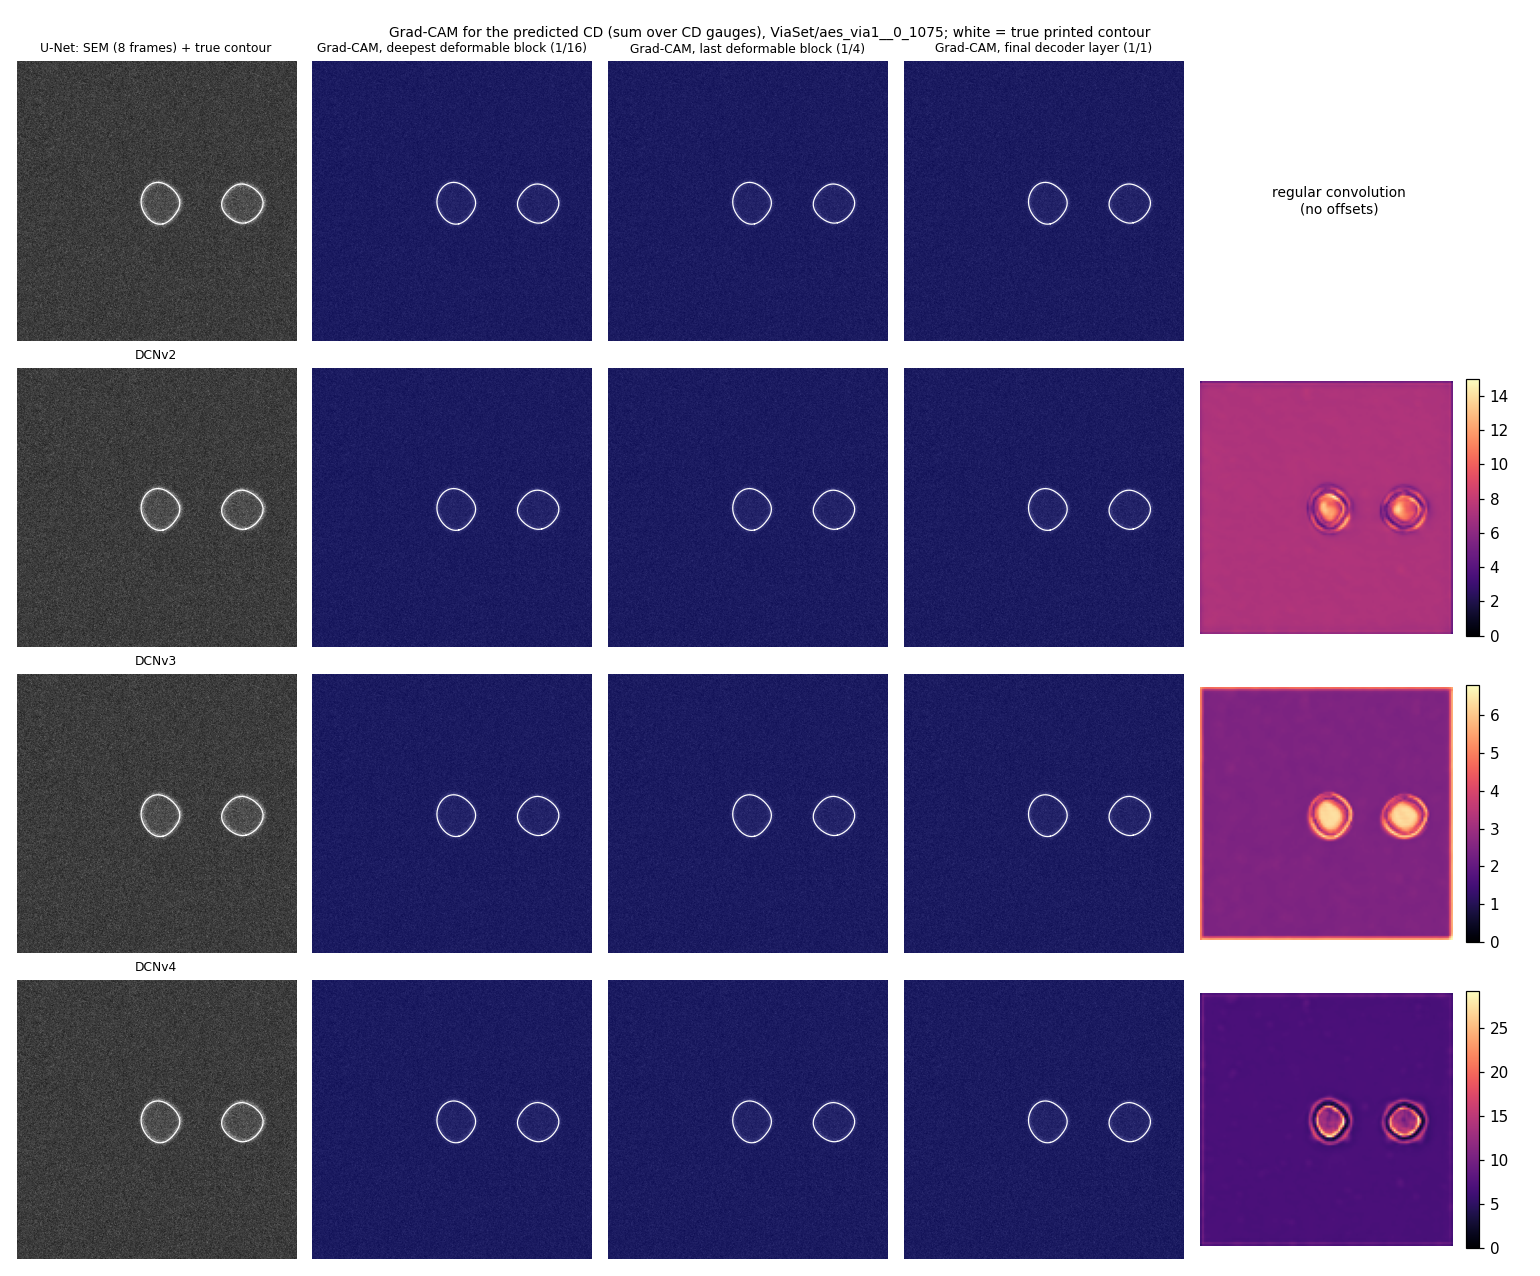 Grad-CAM for the predicted CD (sum over CD gauges), ViaSet/aes_via1__0_1075; white = true printed contour
U-Net: SEM (8 frames) + true contour
Grad-CAM, deepest deformable block (1/16)
Grad-CAM, last deformable block (1/4)
Grad-CAM, final decoder layer (1/1)
regular convolution
(no offsets)
DCNv2
14
12
10
8
6
4
2
0
DCNv3
6
5
4
3
2
1
0
DCNv4
25
20
15
10
5
0